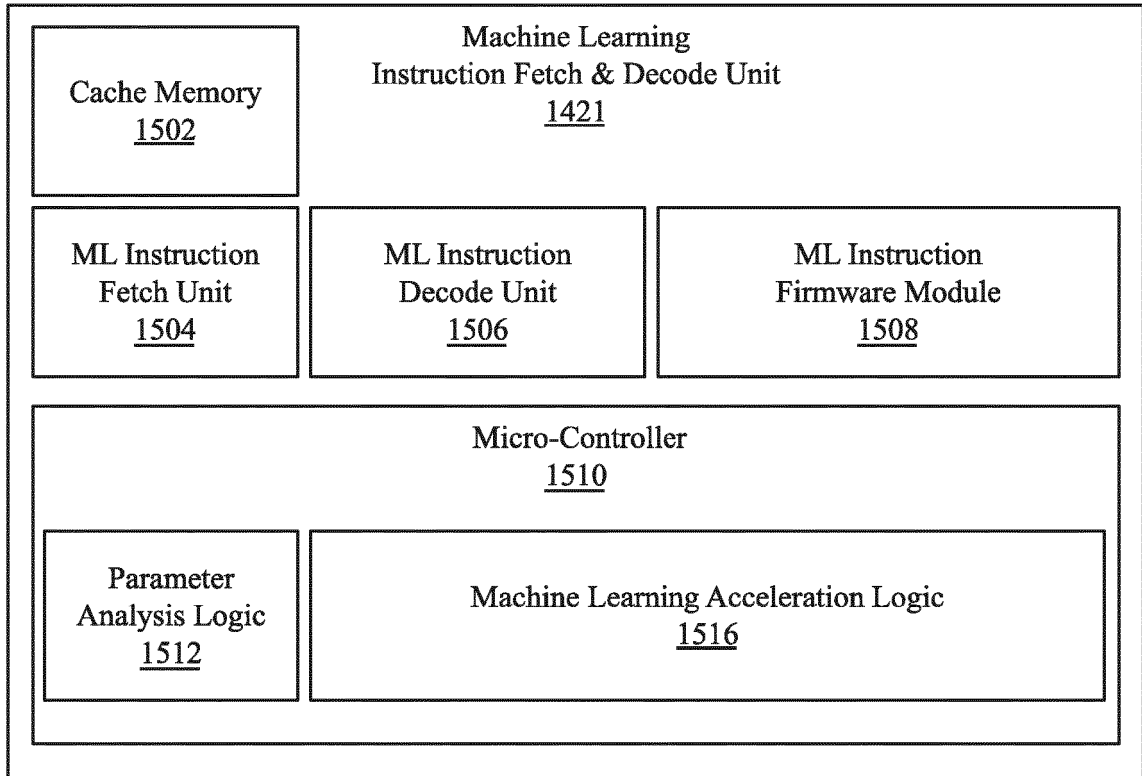 Machine Learning
Instruction Fetch & Decode Unit
1421
Cache Memory
1502
ML Instruction
Fetch Unit
1504
ML Instruction
Decode Unit
1506
ML Instruction
Firmware Module
1508
Micro-Controller
1510
Parameter
Analysis Logic
1512
Machine Learning Acceleration Logic
1516